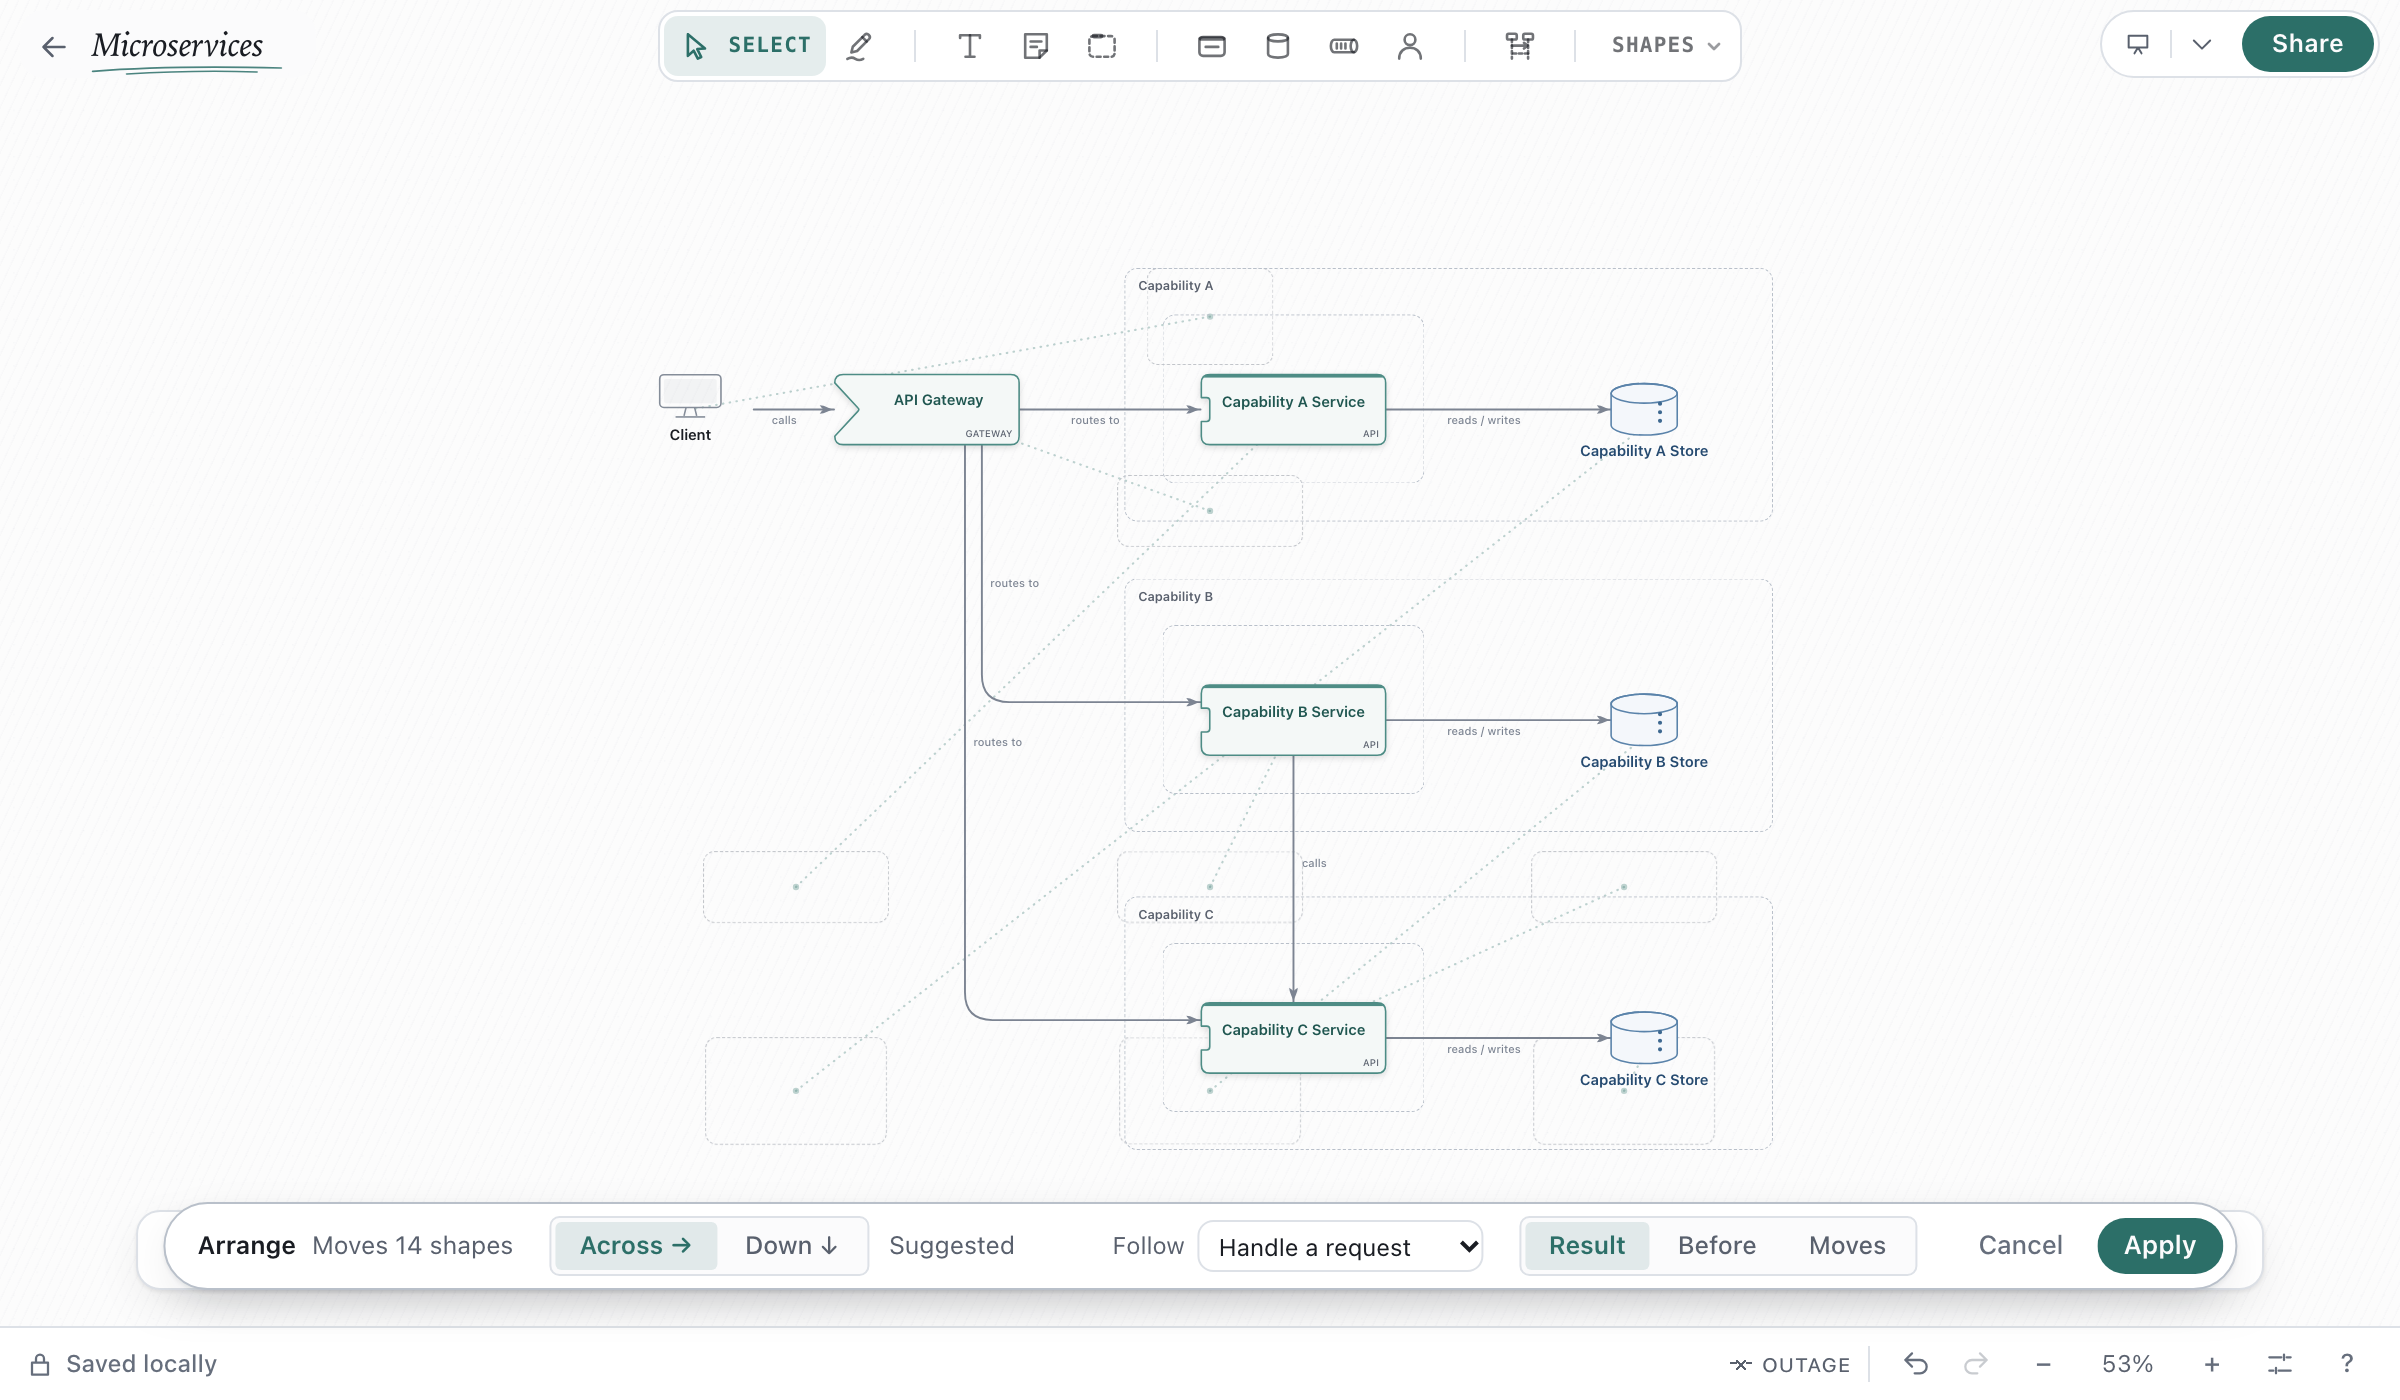 Microservices
SELECT
SHAPES
Share
Capability A
Client
calls
API Gateway
GATEWAY
routes to
Capability A Service
API
reads / writes
Capability A Store
routes to
Capability B
routes to
Capability B Service
API
reads / writes
Capability B Store
calls
Capability C
Capability C Service
API
reads / writes
Capability C Store
Arrange Moves 14 shapes Across → Down ↓ Suggested Follow Handle a request Result Before Moves Cancel Apply
Saved locally
OUTAGE
53%
?